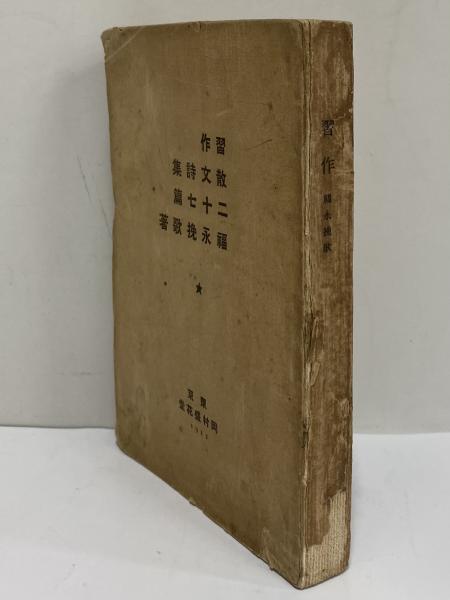 習作
散文詩集
二十七篇
福永挽歌著
★
東京
岡村盛花堂
習作 福永挽歌